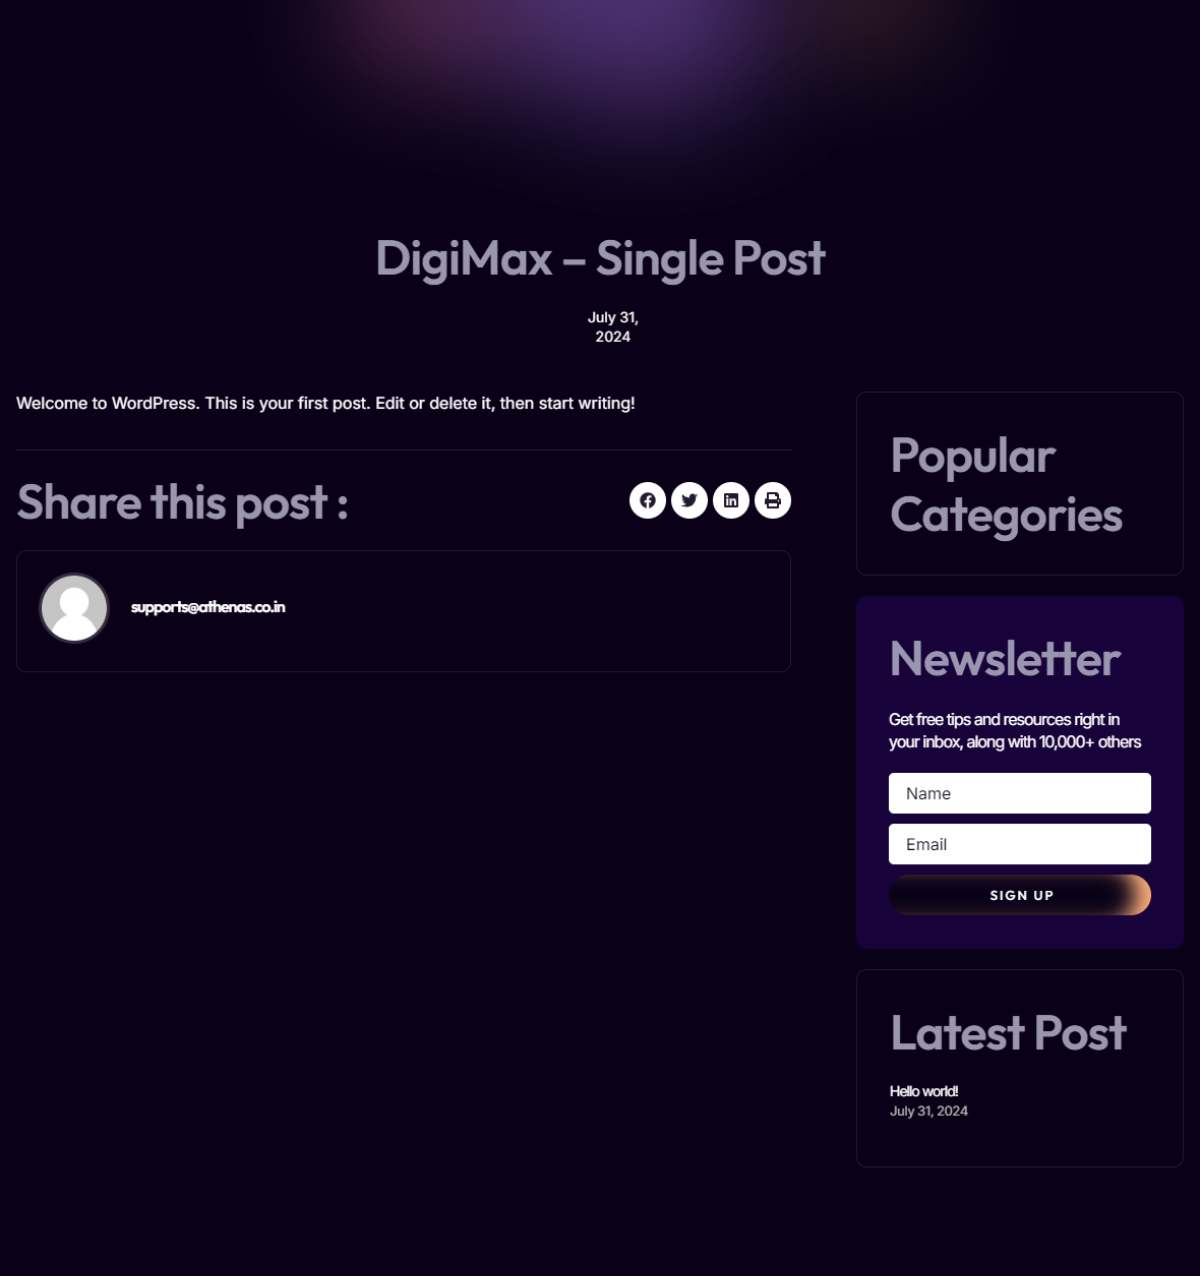 DigiMax – Single Post
July 31,
2024
Welcome to WordPress. This is your first post. Edit or delete it, then start writing!
Share this post :
supports@athenas.co.in
Popular
Categories
Newsletter
Get free tips and resources right in
your inbox, along with 10,000+ others
Name
Email
SIGN UP
Latest Post
Hello world!
July 31, 2024